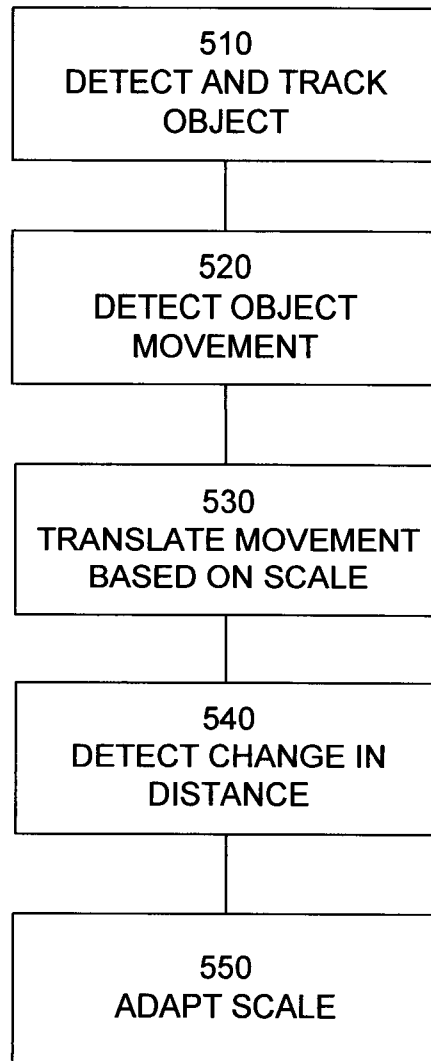 510
DETECT AND TRACK
OBJECT
520
DETECT OBJECT
MOVEMENT
530
TRANSLATE MOVEMENT
BASED ON SCALE
540
DETECT CHANGE IN
DISTANCE
550
ADAPT SCALE